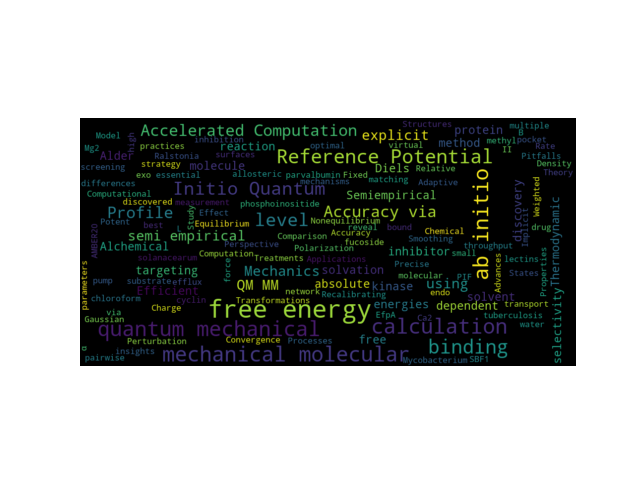 Structures
multiple
Accelerated Computation
explicit
protein
B
Model
high
inhibition
optimal
virtual
method
methyl
pocket
Mg2
practices
reaction
II
Rate
Alder
Ralstonia
surfaces
Reference Potential
Pitfalls
screening
strategy
molecule
Diels
Relative
Density
exo
essential
allosteric
parvalbumin
Fixed
Theory
differences
mechanisms
matching
Adaptive
Computational
Initio Quantum
Semiempirical
ab initio
discovery
Weighted
discovered
measurement
phosphoinositide
Profile
Effect
level
Accuracy via
Implicit
Thermodynamic
Potent
Study
Equilibrium
Nonequilibrium
best
L
reveal
bound
Chemical
drug
AMBER20
semi empirical
Comparison
Accuracy
Smoothing
Alchemical
Perspective
fucoside
throughput
Polarization
inhibitor
small
solanacearum
Computation
Treatments
Applications
lectins
targeting
force
Mechanics
solvation
molecular
PIF
States
Advances
Properties
parameters
pump
substrate
efflux
QM MM
absolute
kinase
using
selectivity
Efficient
network
Recalibrating
endo
solvent
chloroform
cyclin
Transformations
energies
dependent
transport
via
Charge
free energy
EfpA
Ca2
tuberculosis
Gaussian
quantum mechanical
calculation
water
Perturbation
Convergence
Processes
free
binding
α
insights
pairwise
mechanical molecular
Mycobacterium
SBF1